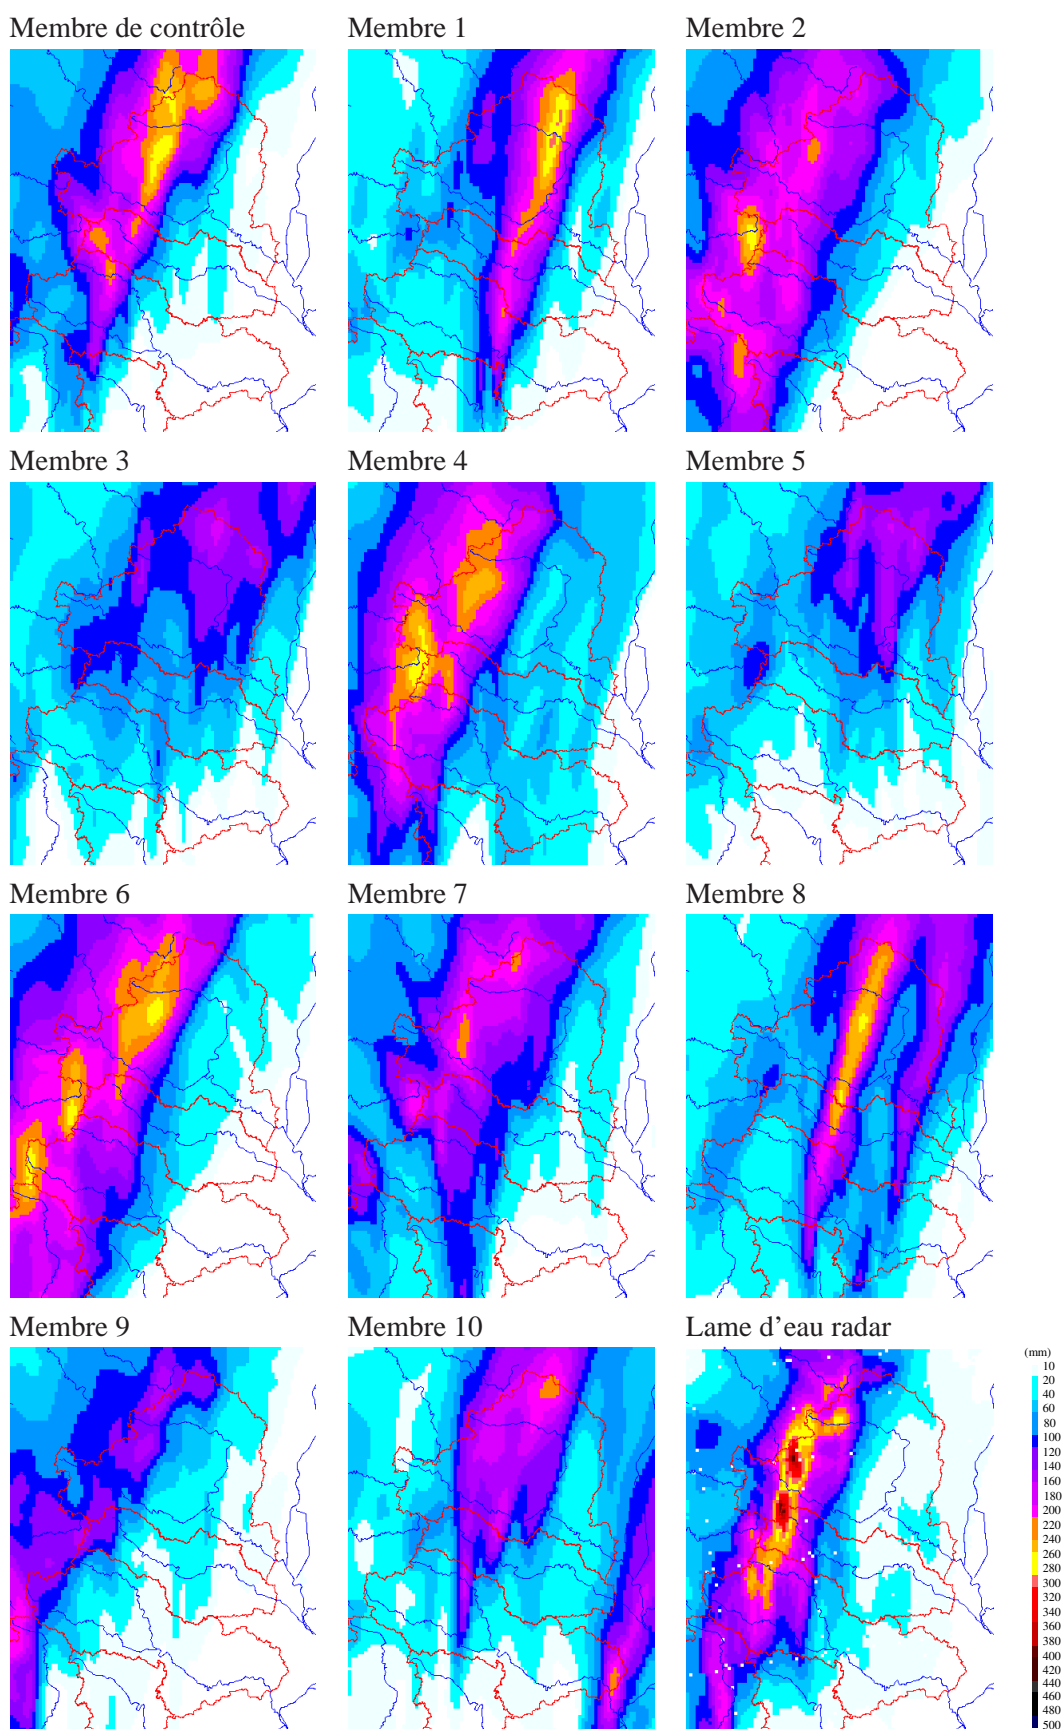 Membre de contrôle
Membre 1
Membre 2
Membre 3
Membre 4
Membre 5
Membre 6
Membre 7
Membre 8
Membre 9
Membre 10
Lame d’eau radar
(mm)
10
20
40
60
80
100
120
140
160
180
200
220
240
260
280
300
320
340
360
380
400
420
440
460
480
500